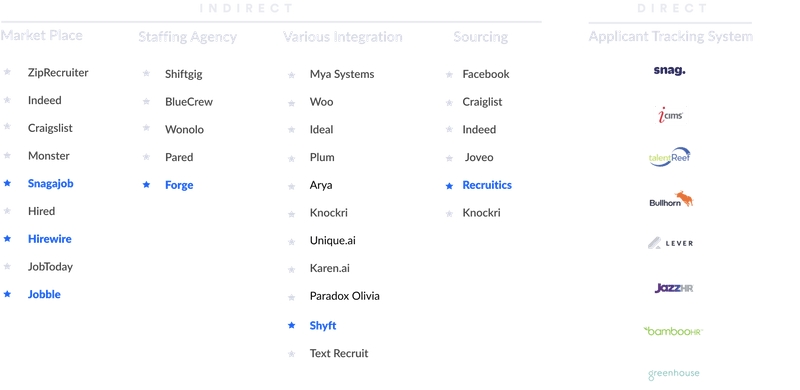 INDIRECT
DIRECT
Market Place
Staffing Agency
Various Integration
Sourcing
Applicant Tracking System
ZipRecruiter
Indeed
Craigslist
Monster
Snagajob
Hired
Hirewire
JobToday
Jobble
Shiftgig
BlueCrew
Wonolo
Pared
Forge
Mya Systems
Woo
Ideal
Plum
Arya
Knockri
Unique.ai
Karen.ai
Paradox Olivia
Shyft
Text Recruit
Facebook
Craiglist
Indeed
Joveo
Recruitics
Knockri
snag.
icims
talentReef
Bullhorn
LEVER
JazzHR
bambooHR
greenhouse